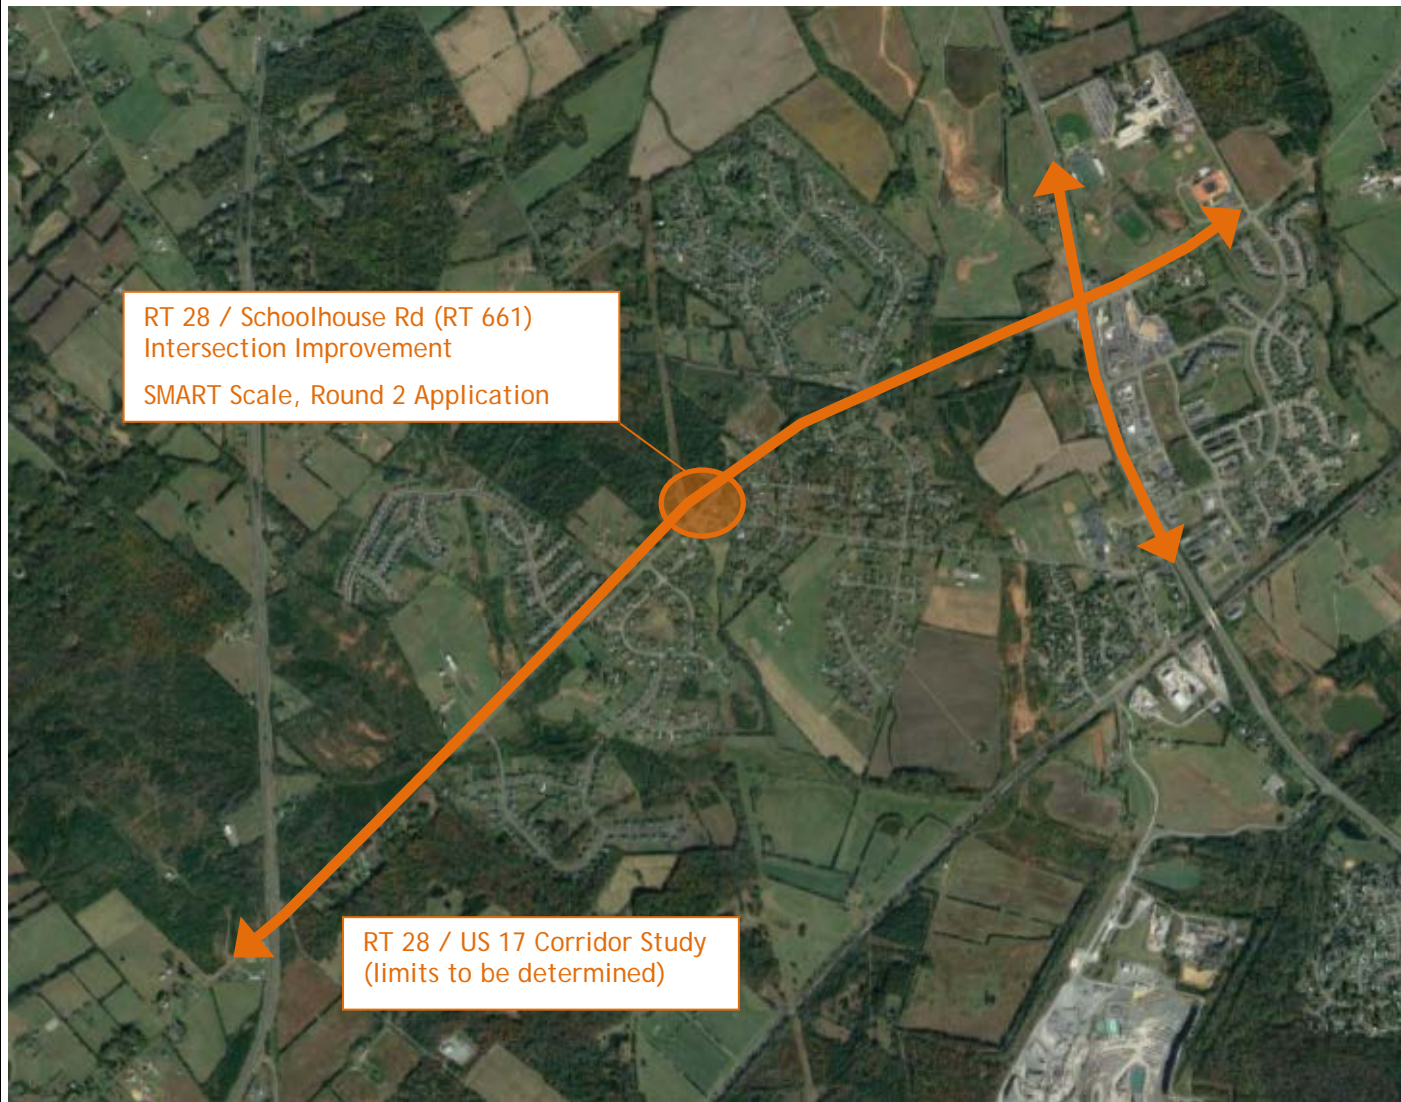 RT 28 / Schoolhouse Rd (RT 661)
Intersection Improvement
SMART Scale, Round 2 Application
RT 28 / US 17 Corridor Study
(limits to be determined)